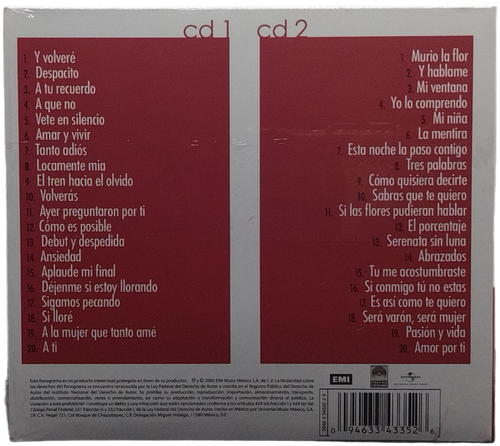 cd 1
1. Y volveré
2. Despacito
3. A tu recuerdo
4. A que no
5. Vete en silencio
6. Amar y vivir
7. Tanto adiós
8. Locamente mia
9. El tren hacia el olvido
10. Volverás
11. Ayer preguntaron por ti
12. Cómo es posible
13. Debut y despedida
14. Ansiedad
15. Aplaude mi final
16. Déjenme si estoy llorando
17. Sigamos pecando
18. Si lloré
19. A la mujer que tanto amé
20. A ti
cd 2
1. Murio la flor
2. Y hablame
3. Mi ventana
4. Yo lo comprendo
5. Mi niña
6. La mentira
7. Esta noche la paso contigo
8. Tres palabras
9. Cómo quisiera decirte
10. Sabras que te quiero
11. Si las flores pudieran hablar
12. El porcentaje
13. Serenata sin luna
14. Abrazados
15. Tu me acostumbraste
16. Si conmigo tú no estas
17. Es asi como te quiero
18. Será varón, será mujer
19. Pasión y vida
20. Amor por ti
EMI
UNIVERSAL
0 94633 43352 6